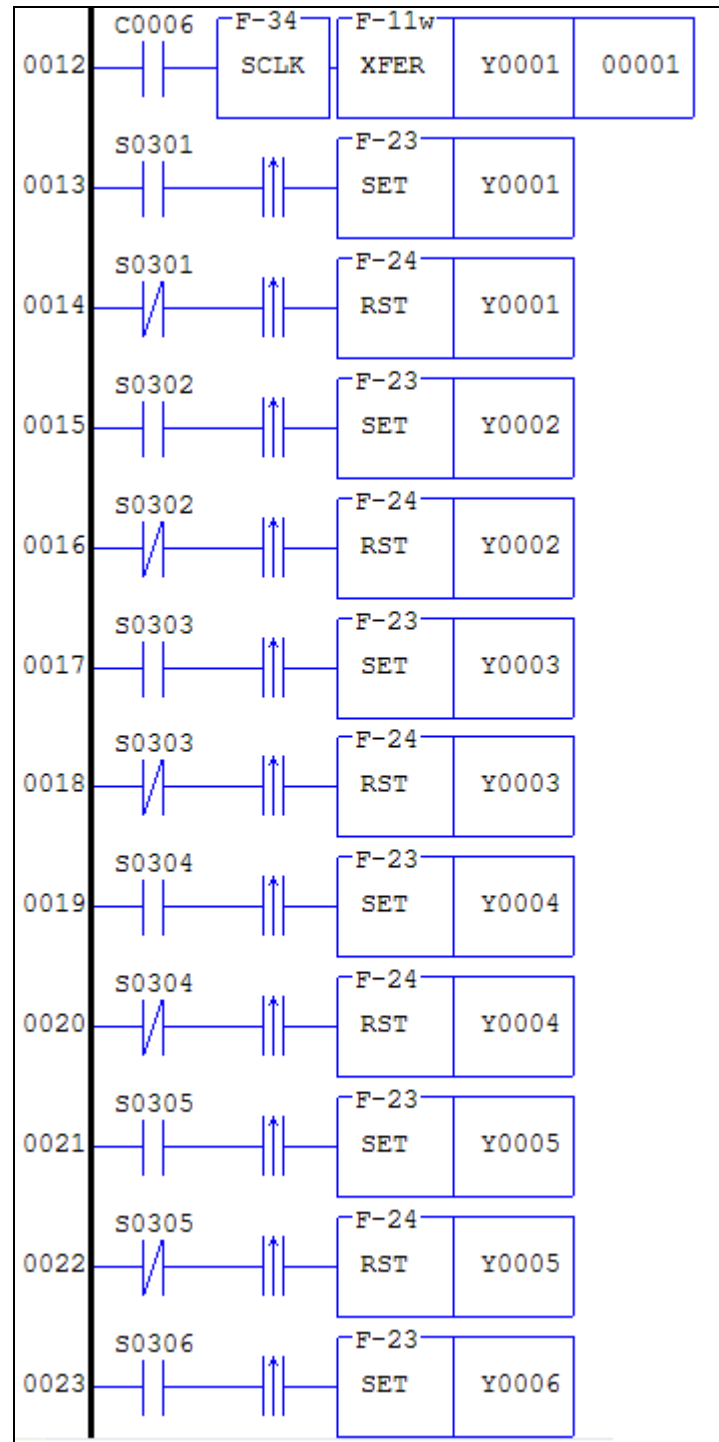 C0006 F-34 F-11w
0012 SCLK XFER Y0001 00001
S0301 F-23
0013 SET Y0001
S0301 F-24
0014 RST Y0001
S0302 F-23
0015 SET Y0002
S0302 F-24
0016 RST Y0002
S0303 F-23
0017 SET Y0003
S0303 F-24
0018 RST Y0003
S0304 F-23
0019 SET Y0004
S0304 F-24
0020 RST Y0004
S0305 F-23
0021 SET Y0005
S0305 F-24
0022 RST Y0005
S0306 F-23
0023 SET Y0006